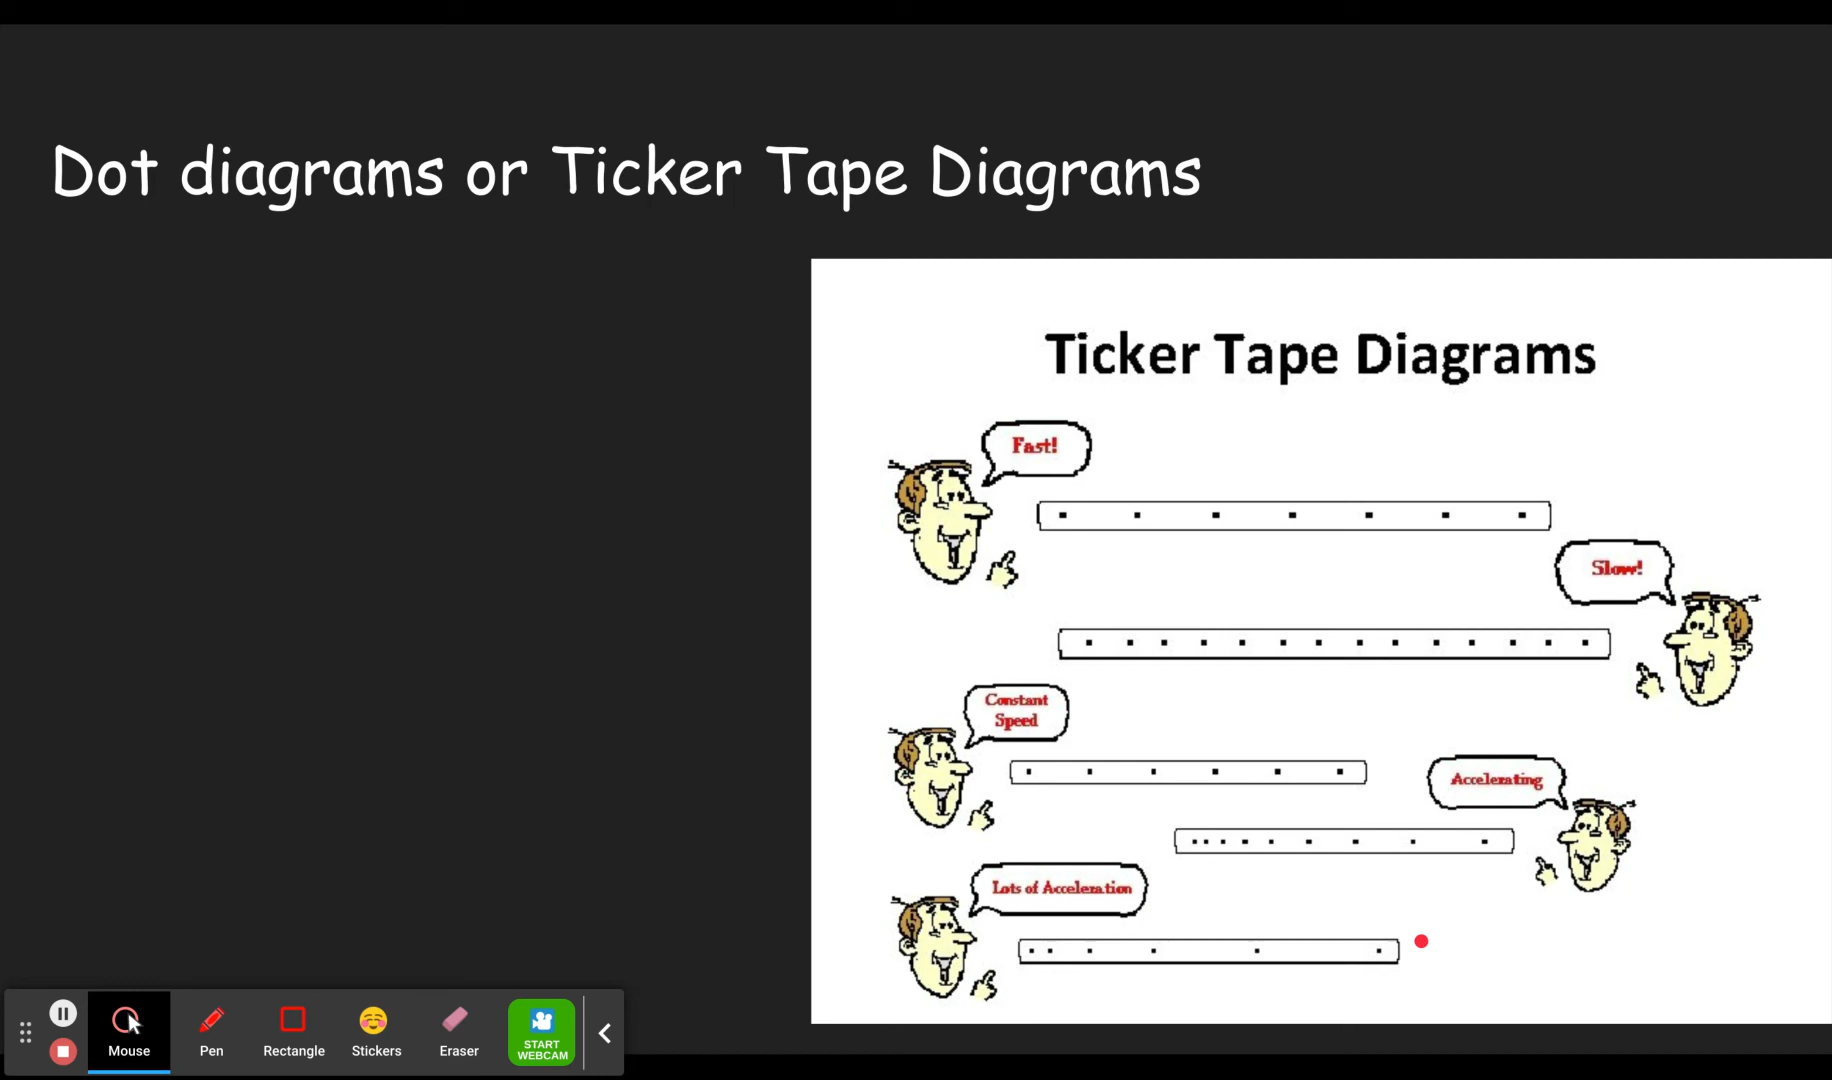 Dot diagrams or Ticker Tape Diagrams
Ticker Tape Diagrams
Fast!
Slow!
Constant
Speed
Accelerating
Lots of Acceleration
Mouse
Pen
Rectangle
Stickers
Eraser
START
WEBCAM